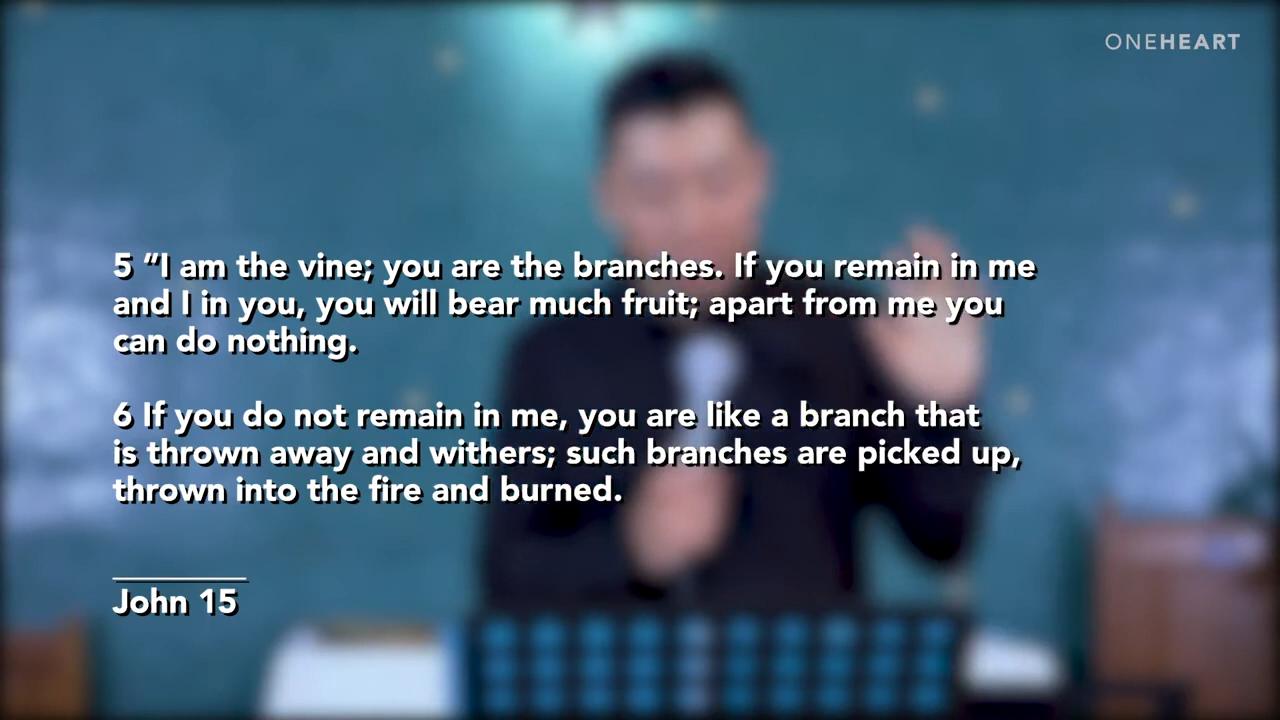 ONEHEART
5 “I am the vine; you are the branches. If you remain in me
and I in you, you will bear much fruit; apart from me you
can do nothing.
6 If you do not remain in me, you are like a branch that
is thrown away and withers; such branches are picked up,
thrown into the fire and burned.
John 15